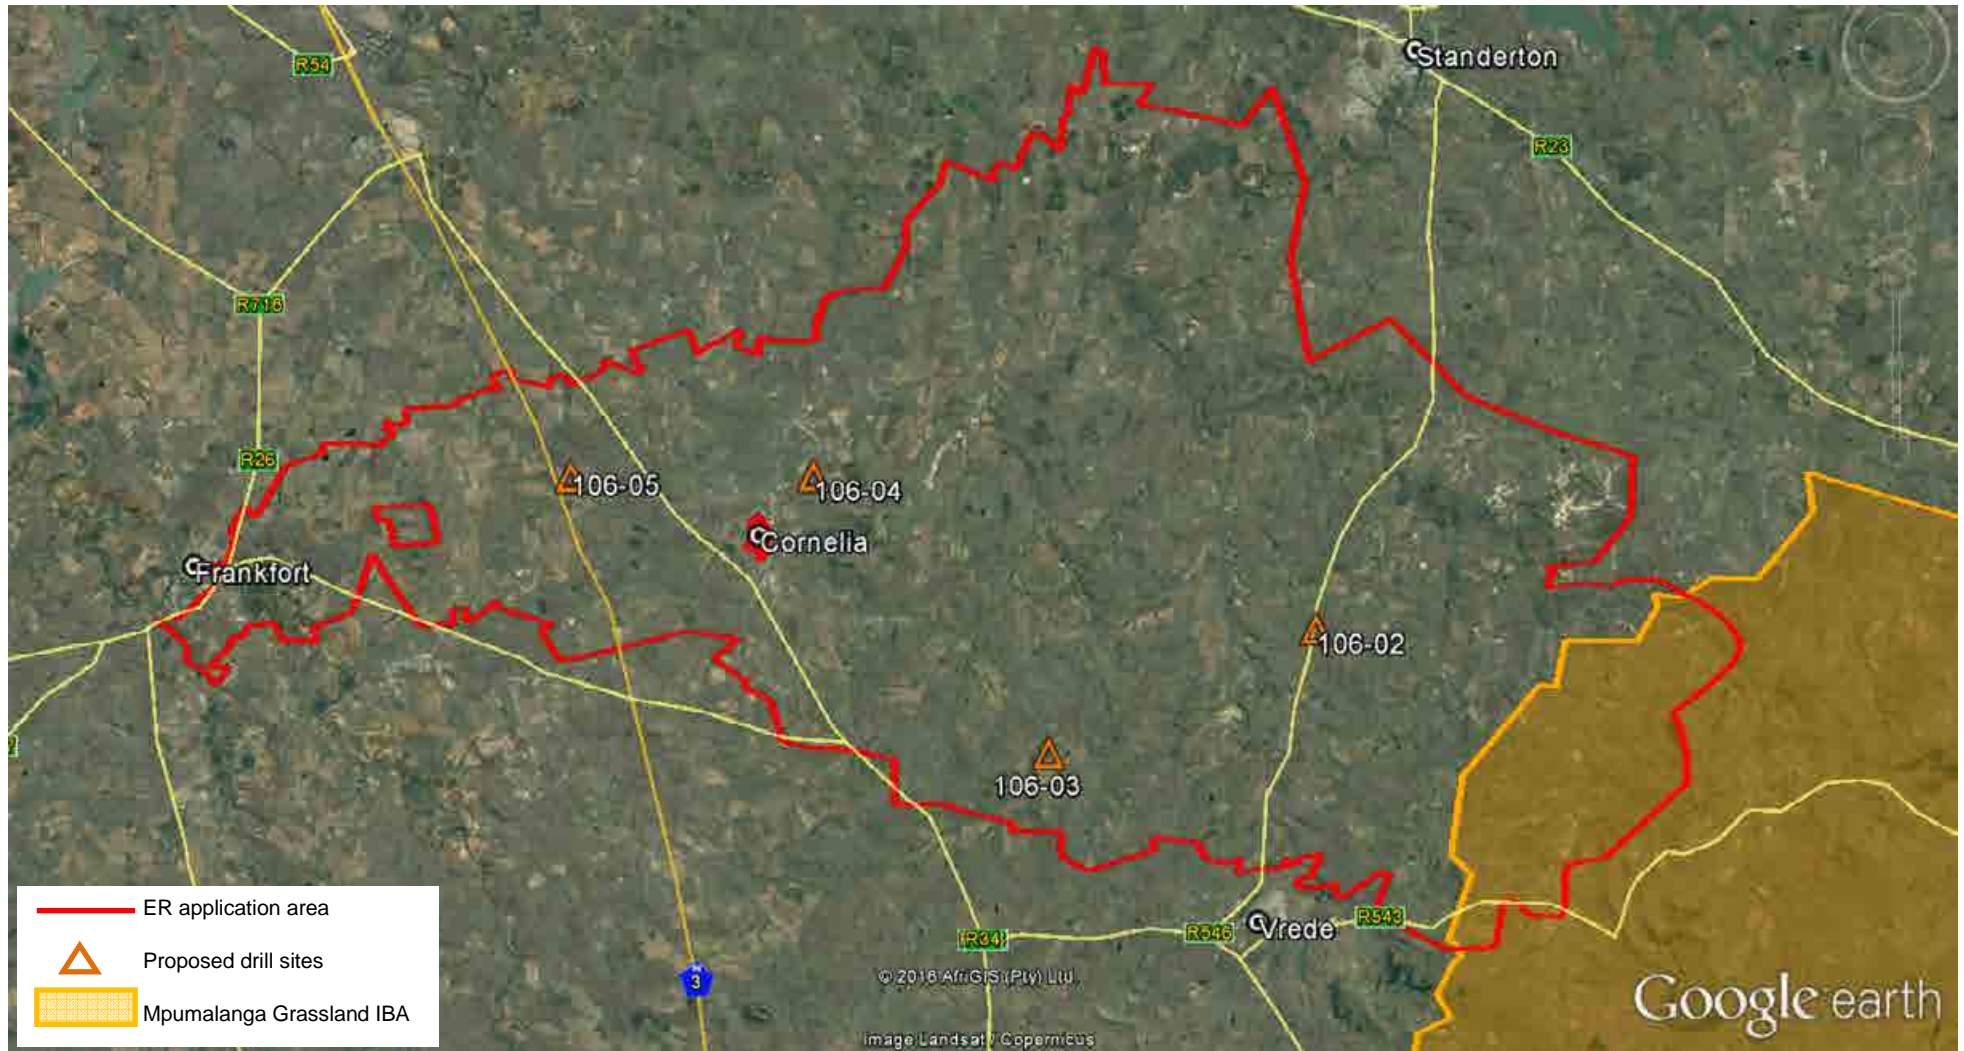 Standerton
R54
R23
R716
R26
106-05
106-04
Cornelia
Frankfort
106-02
106-03
R543
R546
Vrede
R34
N
3
© 2016 AfriGIS (Pty) Ltd.
Image Landsat / Copernicus
Google earth
ER application area
Proposed drill sites
Mpumalanga Grassland IBA